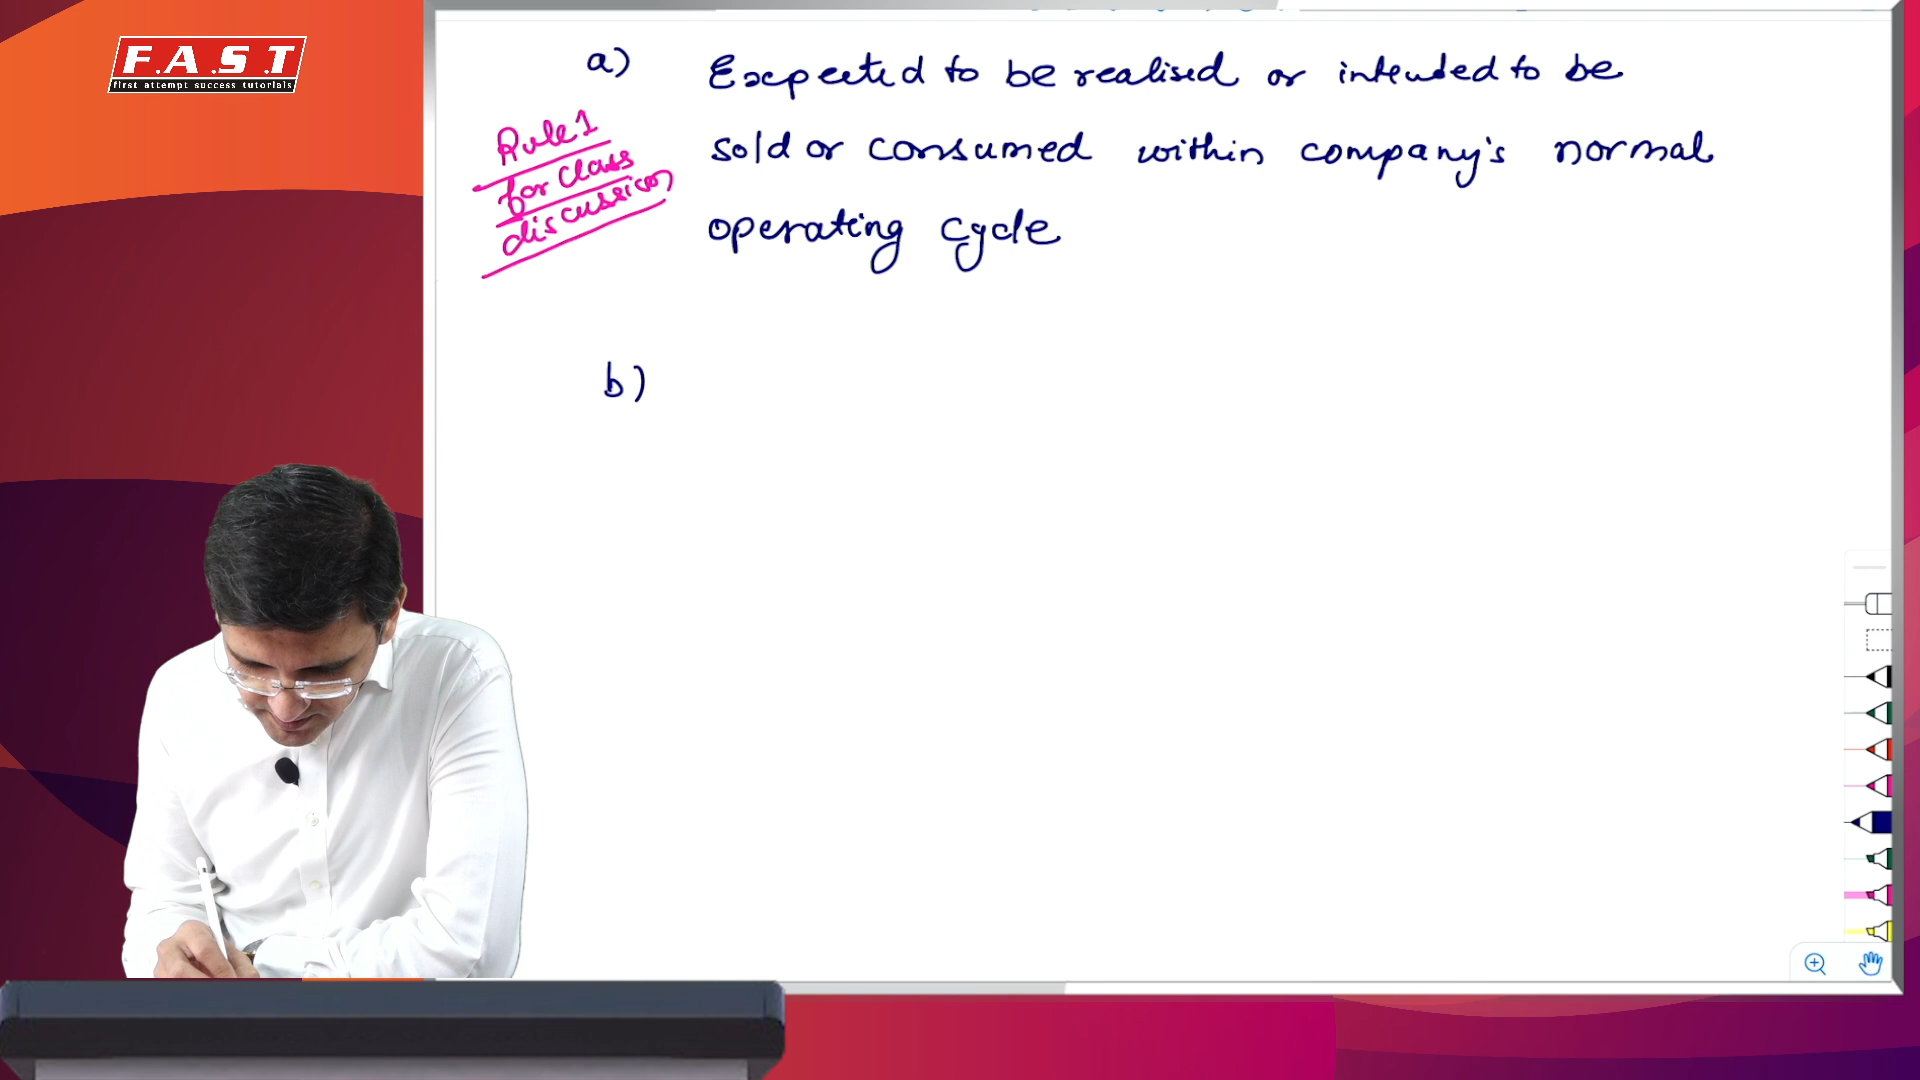 F.A.S.T
first attempt success tutorials
a) Expected to be realised or intended to be
Rule 1
for class
discussion
sold or consumed within company's normal
operating cycle
b)